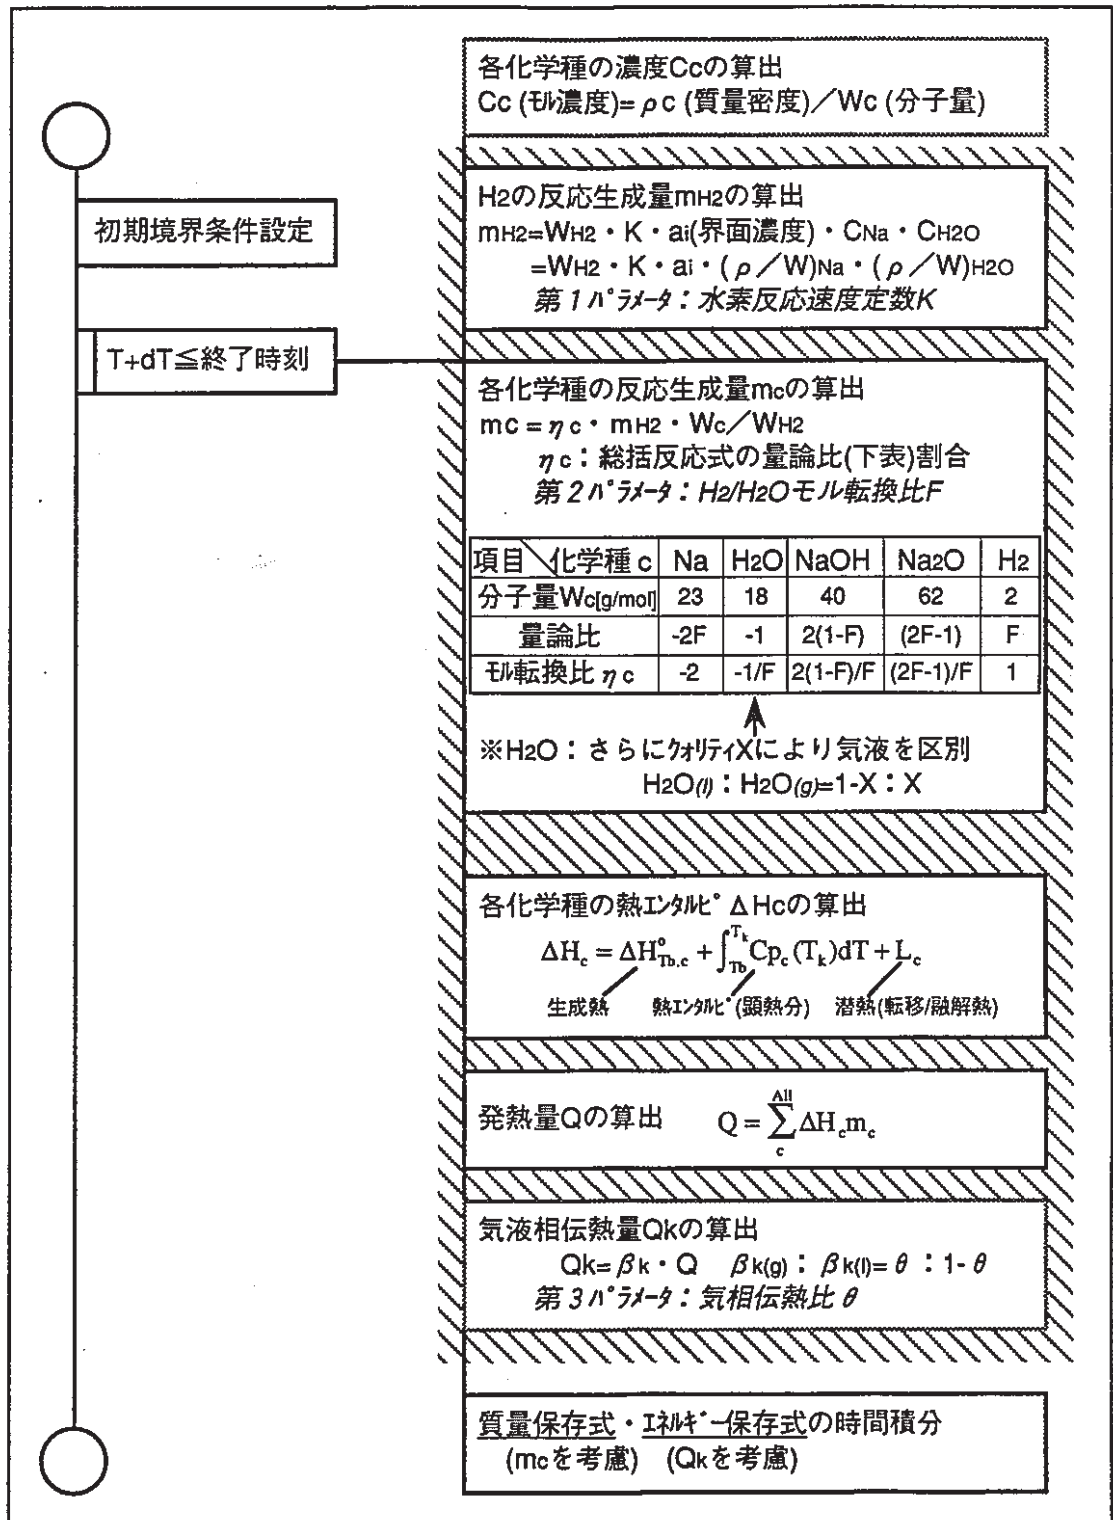 各化学種の濃度Ccの算出
Cc (ﾓﾙ濃度)= ρc (質量密度)／Wc (分子量)
初期境界条件設定
H2の反応生成量mH2の算出
mH2=WH2・K・ai(界面濃度)・CNa・CH2O
=WH2・K・ai・(ρ／W)Na・(ρ／W)H2O
第1ﾊﾟﾗﾒｰﾀ：水素反応速度定数K
T+dT≦終了時刻
各化学種の反応生成量mcの算出
mc = ηc・mH2・Wc／WH2
ηc：総括反応式の量論比(下表)割合
第2ﾊﾟﾗﾒｰﾀ：H2/H2Oモル転換比F
項目＼化学種 c Na H2O NaOH Na2O H2
分子量Wc[g/mol] 23 18 40 62 2
量論比 -2F -1 2(1-F) (2F-1) F
ﾓﾙ転換比 ηc -2 -1/F 2(1-F)/F (2F-1)/F 1
※H2O：さらにｸｫﾘﾃｨXにより気液を区別
H2O(l)：H2O(g)=1-X：X
各化学種の熱ｴﾝﾀﾙﾋﾟΔHcの算出
ΔHc = ΔH°Tb,c + ∫Tb^Tk Cpc(Tk)dT + Lc
生成熱 熱ｴﾝﾀﾙﾋﾟ(顕熱分) 潜熱(転移/融解熱)
発熱量Qの算出 Q = Σc^All ΔHcmc
気液相伝熱量Qkの算出
Qk=βk・Q βk(g)：βk(l)=θ：1-θ
第3ﾊﾟﾗﾒｰﾀ：気相伝熱比θ
質量保存式・ｴﾈﾙｷﾞｰ保存式の時間積分
(mcを考慮) (Qkを考慮)